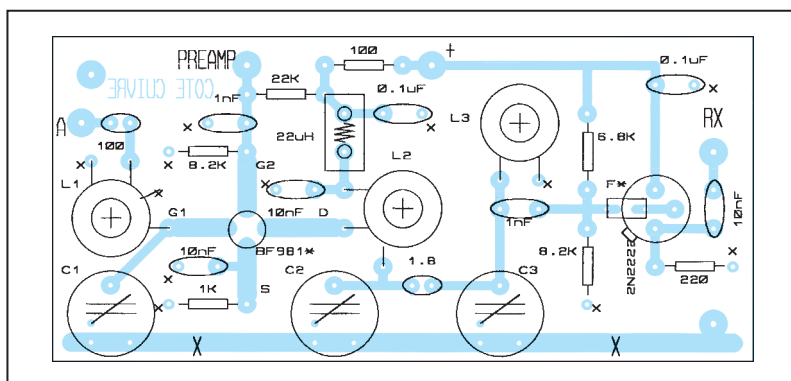 PREAMP
COTE CUIVRE
100
+
0.1uF
22K
0.1uF
1nF
L3
RX
A
100
22uH
6.8K
X
X
X
X
8.2K
G2
L2
F*
X
L1
X
10nF
D
X
1nF
10nF
G1
10nF
BF981*
8.2K
2N2222
X
C1
C2
1.8
C3
X
1K
S
220
X
X
X
X